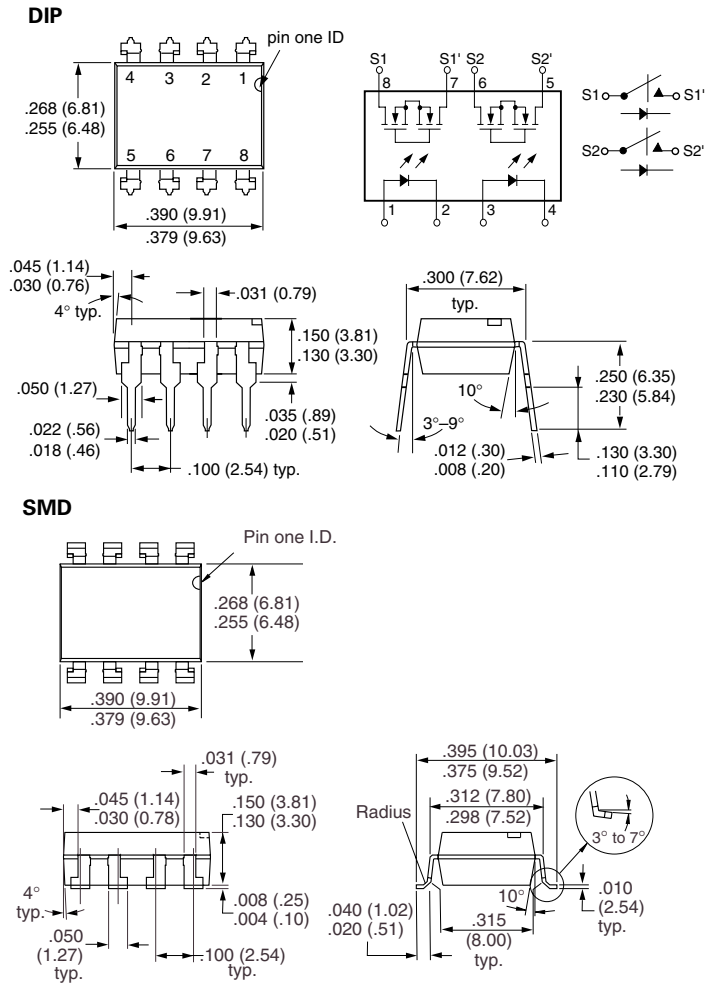 DIP
pin one ID
4 3 2 1
.268 (6.81)
.255 (6.48)
5 6 7 8
.390 (9.91)
.379 (9.63)
S1 S1' S2 S2'
8 7 6 5
1 2 3 4
S1 S1'
S2 S2'
.045 (1.14)
.030 (0.76)
4° typ.
.031 (0.79)
.150 (3.81)
.130 (3.30)
.050 (1.27)
.022 (.56)
.018 (.46)
.035 (.89)
.020 (.51)
.100 (2.54) typ.
.300 (7.62)
typ.
10°
3°–9°
.012 (.30)
.008 (.20)
.250 (6.35)
.230 (5.84)
.130 (3.30)
.110 (2.79)
SMD
Pin one I.D.
.268 (6.81)
.255 (6.48)
.390 (9.91)
.379 (9.63)
.031 (.79)
typ.
.045 (1.14)
.030 (0.78)
.150 (3.81)
.130 (3.30)
4°
typ.
.008 (.25)
.004 (.10)
.050
(1.27)
typ.
.100 (2.54)
typ.
.395 (10.03)
.375 (9.52)
.312 (7.80)
.298 (7.52)
Radius
3° to 7°
.040 (1.02)
.020 (.51)
10°
.315
(8.00)
typ.
.010
(2.54)
typ.